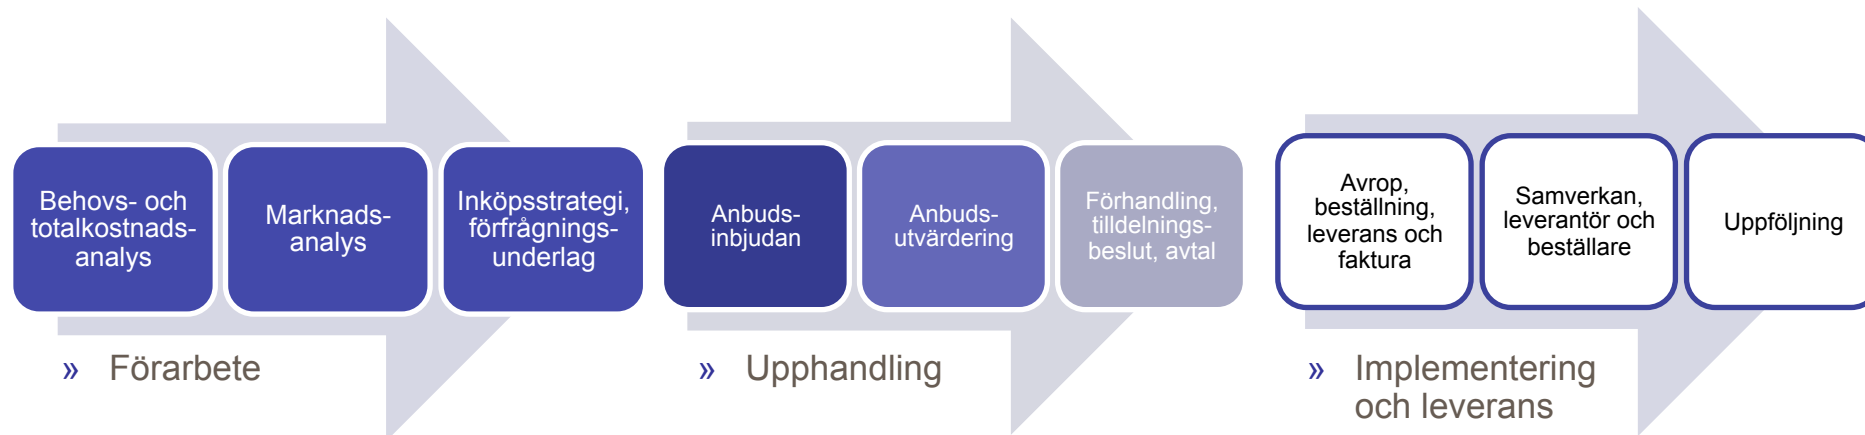 Behovs- och
totalkostnads-
analys
Marknads-
analys
Inköpsstrategi,
förfrågnings-
underlag
» Förarbete
Anbuds-
inbjudan
Anbuds-
utvärdering
Förhandling,
tilldelnings-
beslut, avtal
» Upphandling
Avrop,
beställning,
leverans och
faktura
Samverkan,
leverantör och
beställare
Uppföljning
» Implementering
och leverans